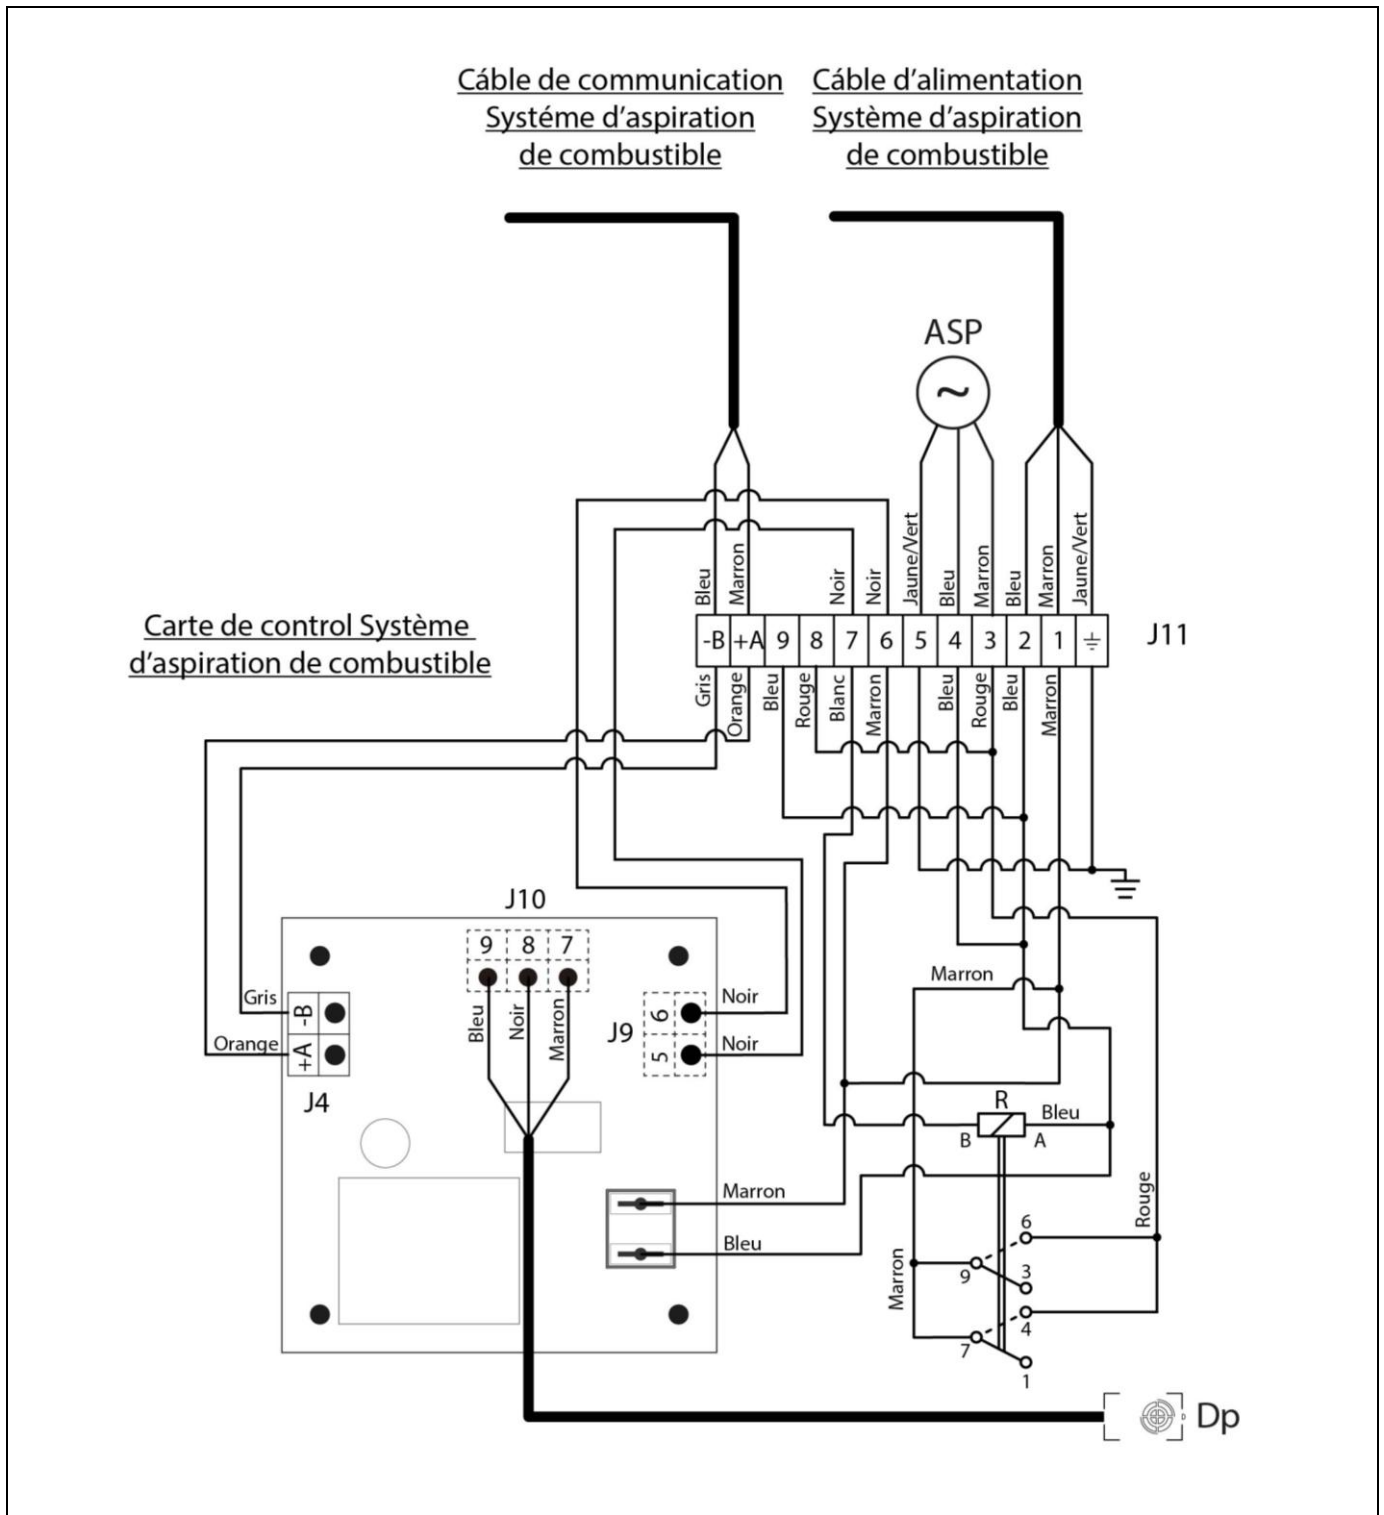 Cáble de communication
Systéme d’aspiration
de combustible
Cáble d’alimentation
Système d’aspiration
de combustible
ASP
Bleu
Marron
Noir
Noir
Jaune/Vert
Bleu
Marron
Bleu
Marron
Jaune/Vert
-B +A 9 8 7 6 5 4 3 2 1
J11
Gris
Orange
Bleu
Rouge
Blanc
Marron
Bleu
Rouge
Bleu
Marron
Carte de control Système
d’aspiration de combustible
J10
9 8 7
Bleu
Noir
Marron
Gris
Orange
-B
+A
J4
J9
6
5
Noir
Noir
Marron
R
B
A
Bleu
Marron
Bleu
Rouge
Marron
6
9
3
4
7
1
Dp